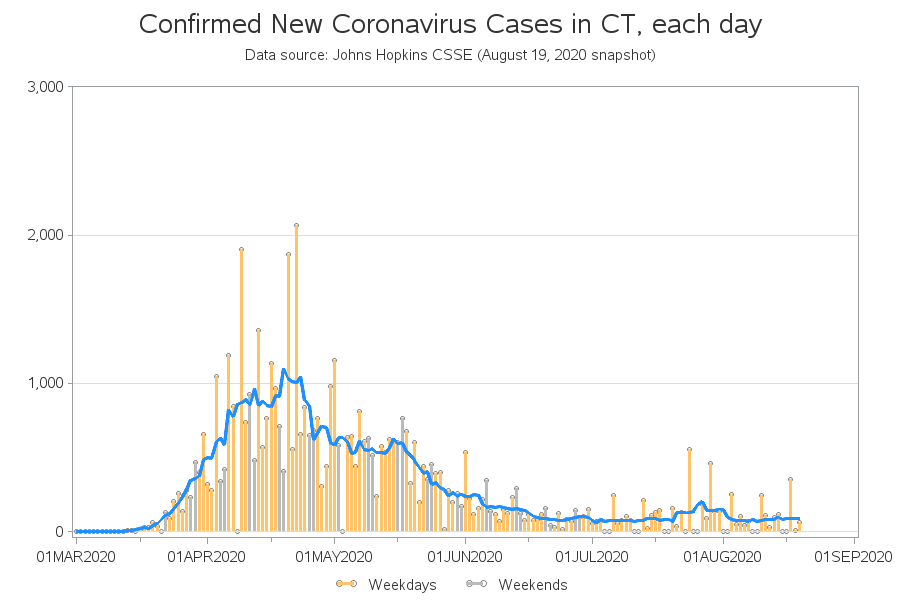 Confirmed New Coronavirus Cases in CT, each day
Data source: Johns Hopkins CSSE (August 19, 2020 snapshot)
3,000
2,000
1,000
0
01MAR2020 01APR2020 01MAY2020 01JUN2020 01JUL2020 01AUG2020 01SEP2020
Weekdays Weekends